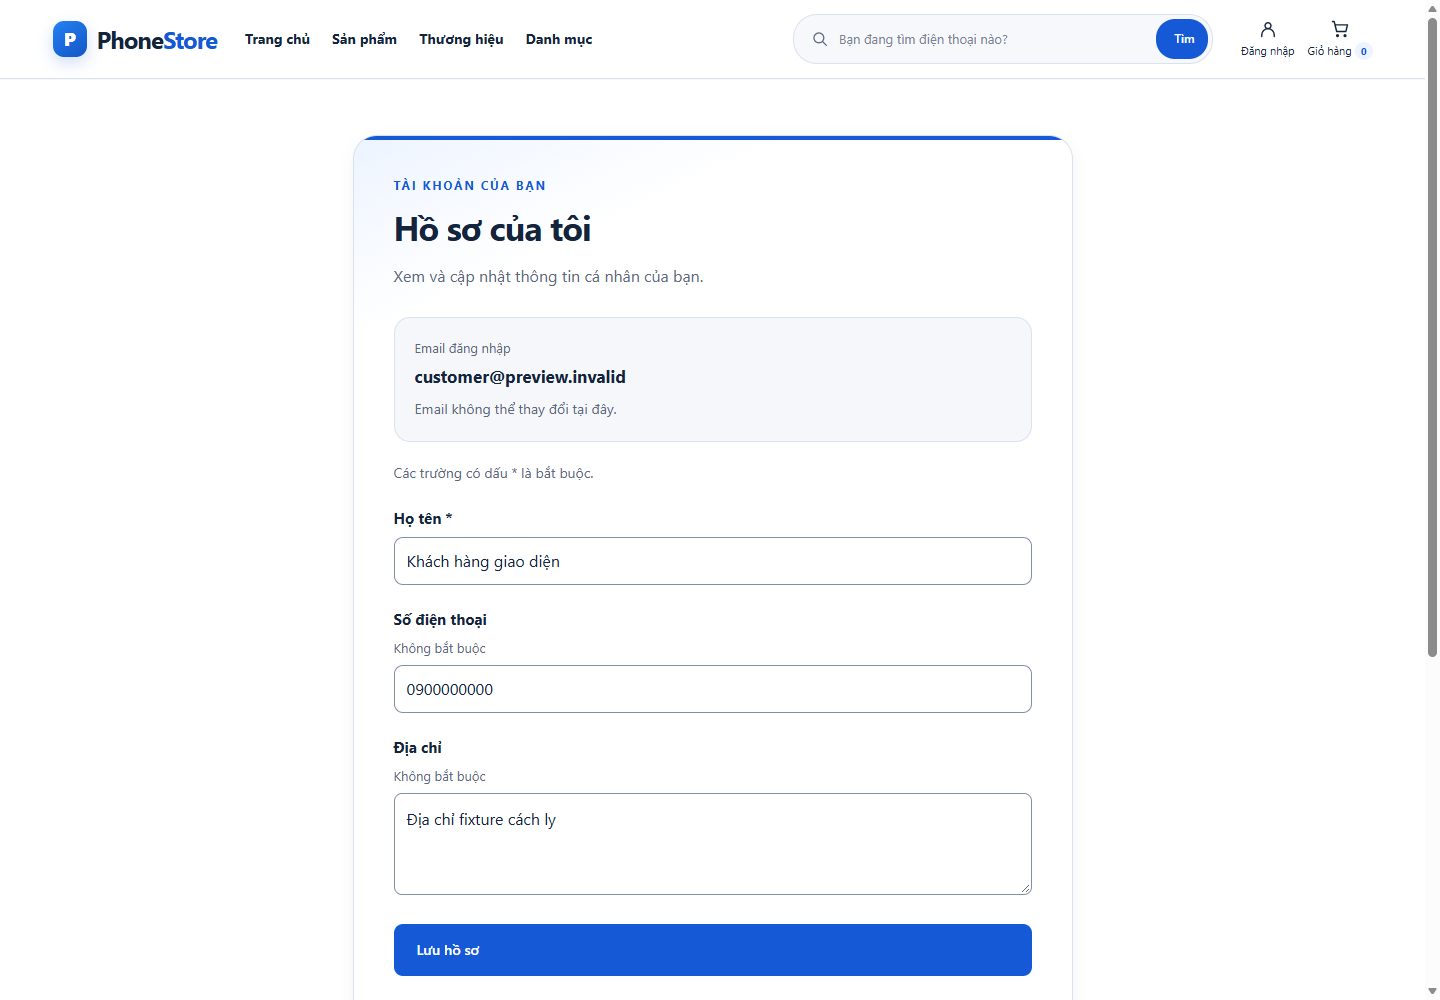 P PhoneStore Trang chủ Sản phẩm Thương hiệu Danh mục Bạn đang tìm điện thoại nào? Tìm Đăng nhập Giỏ hàng 0
TÀI KHOẢN CỦA BẠN
Hồ sơ của tôi
Xem và cập nhật thông tin cá nhân của bạn.
Email đăng nhập
customer@preview.invalid
Email không thể thay đổi tại đây.
Các trường có dấu * là bắt buộc.
Họ tên *
Khách hàng giao diện
Số điện thoại
Không bắt buộc
0900000000
Địa chỉ
Không bắt buộc
Địa chỉ fixture cách ly
Lưu hồ sơ